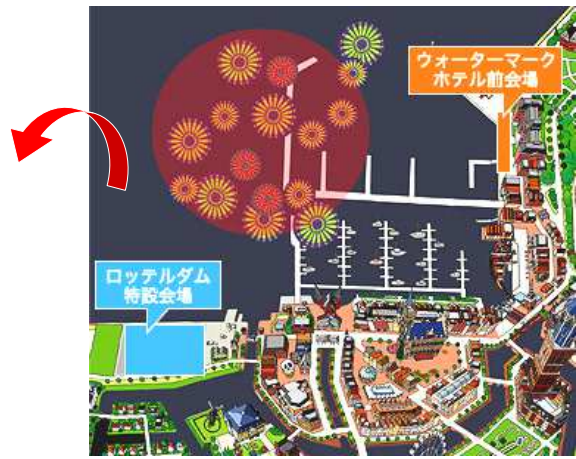 ウォーターマーク
ホテル前会場
ロッテルダム
特設会場